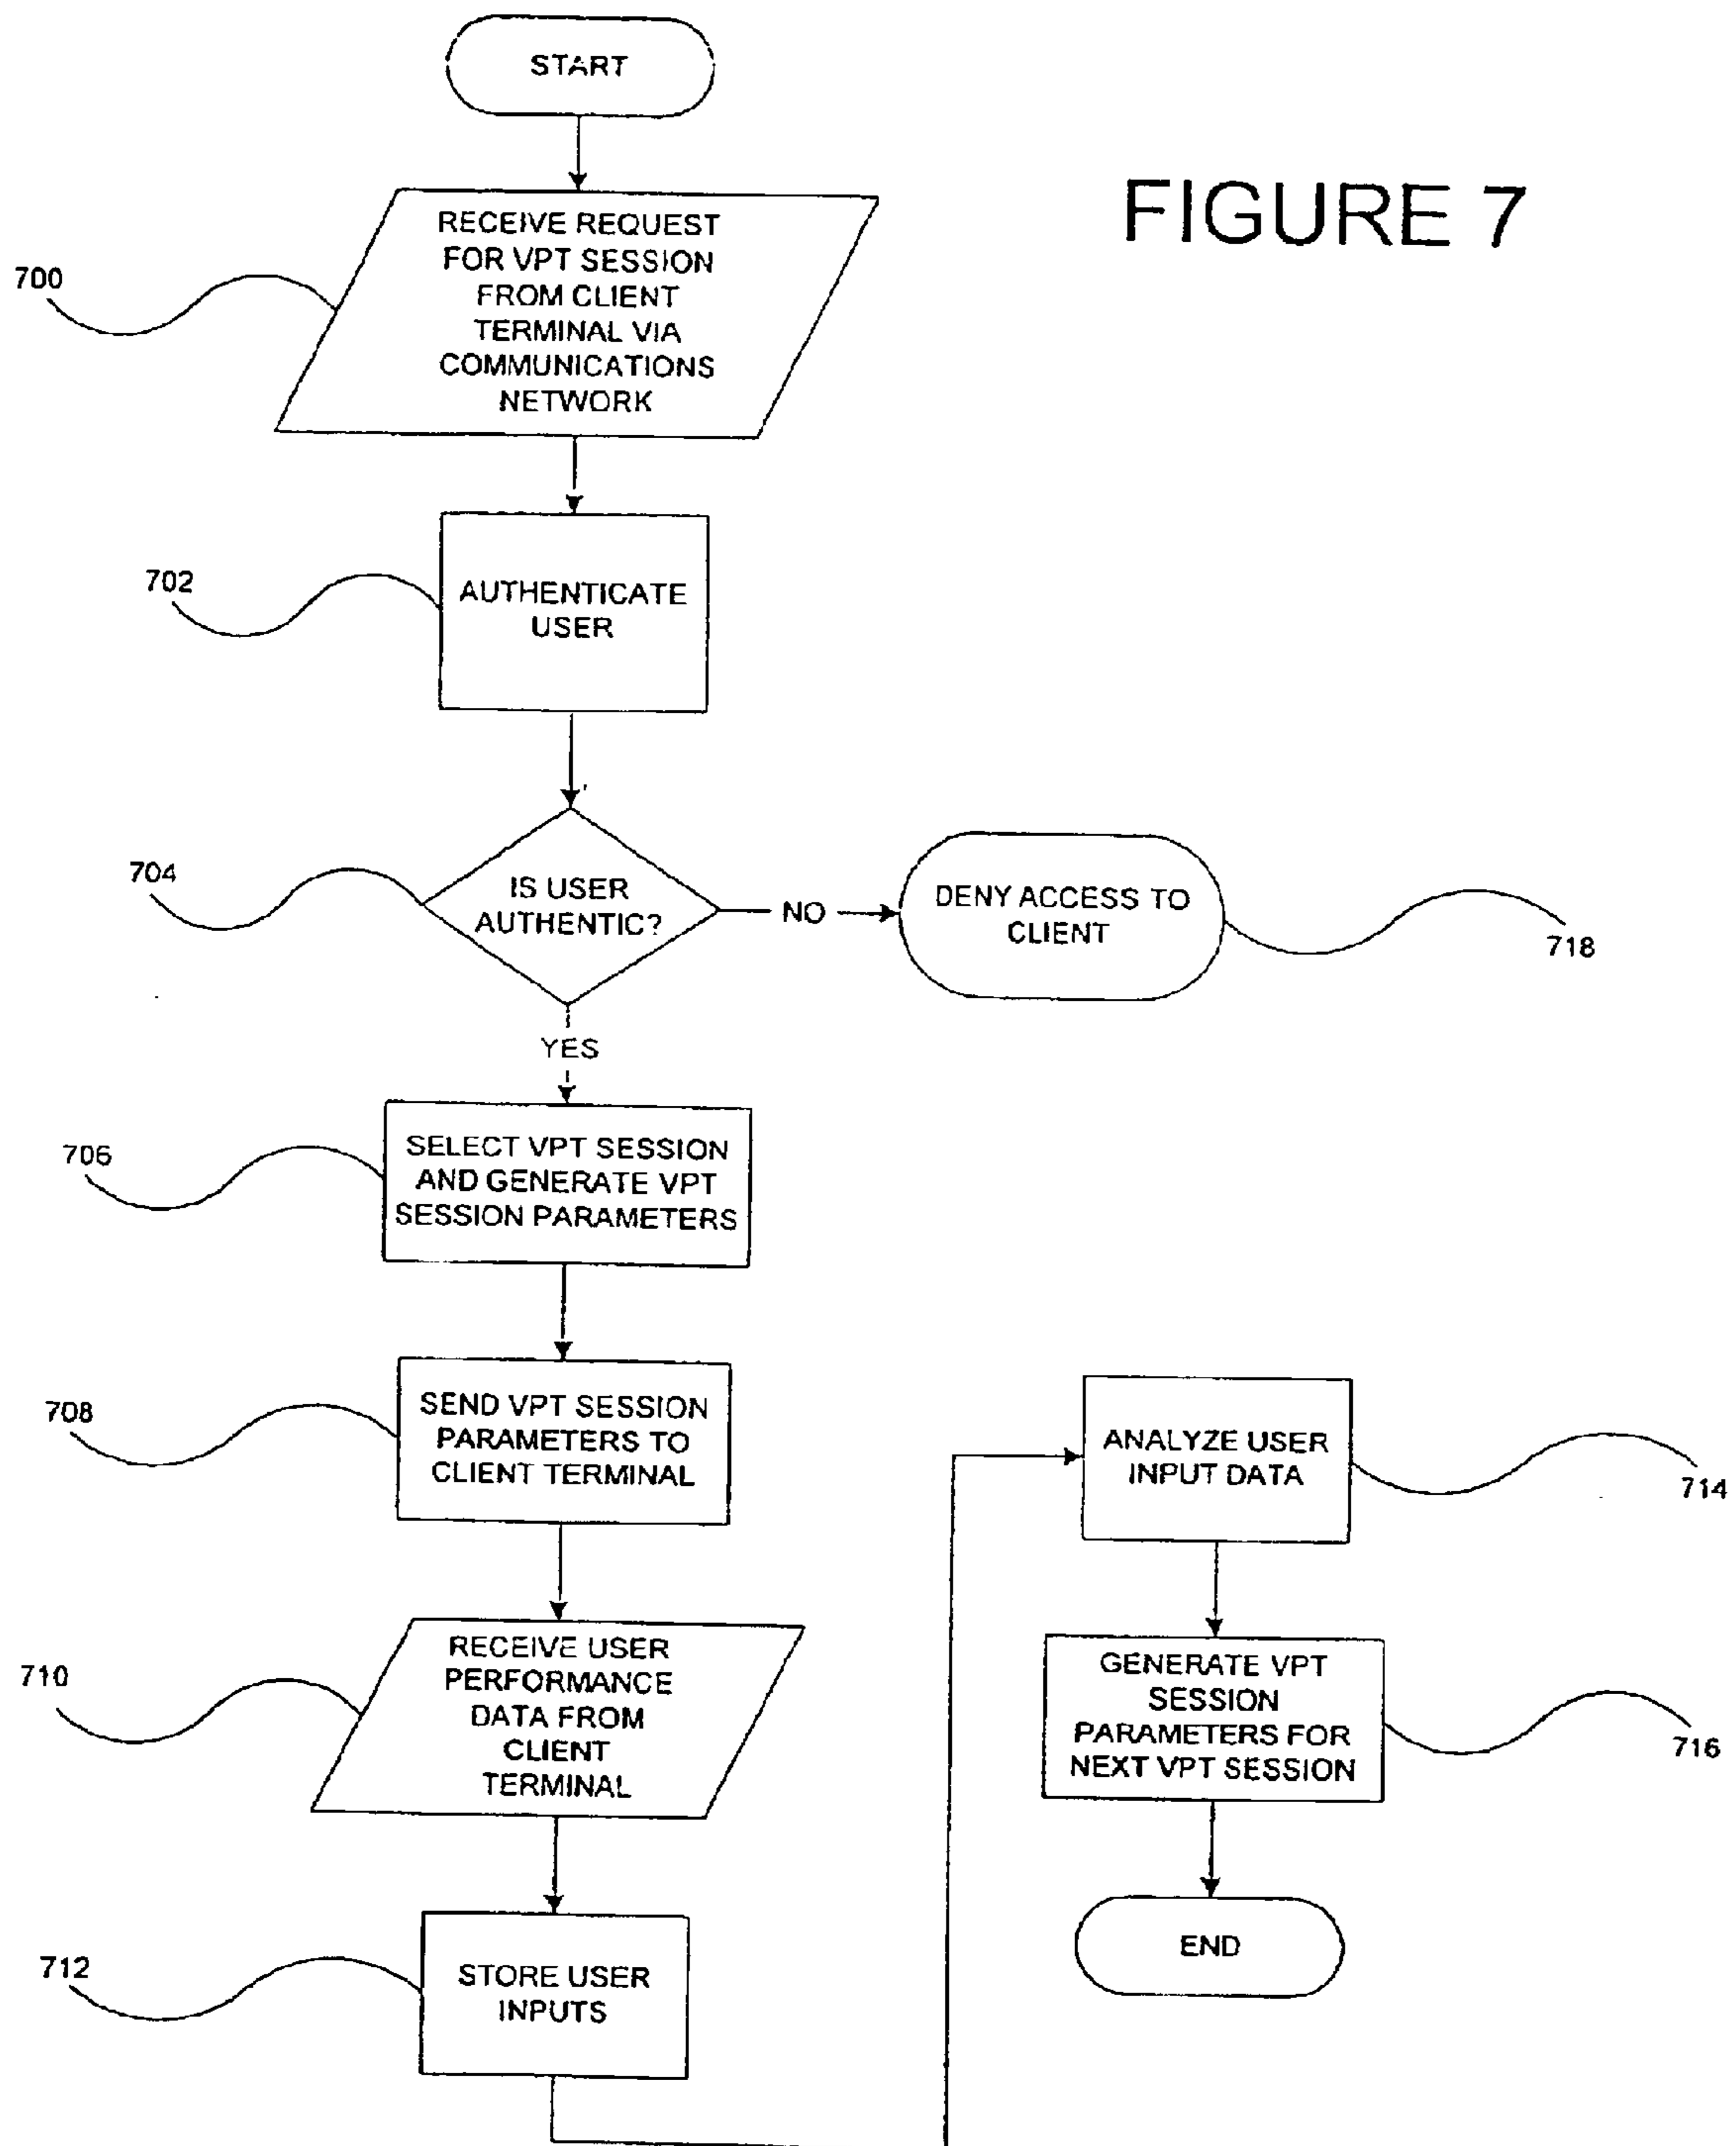 START
FIGURE 7
RECEIVE REQUEST
FOR VPT SESSION
FROM CLIENT
TERMINAL VIA
COMMUNICATIONS
NETWORK
700
AUTHENTICATE
USER
702
IS USER
AUTHENTIC?
704
NO
DENY ACCESS TO
CLIENT
718
YES
SELECT VPT SESSION
AND GENERATE VPT
SESSION PARAMETERS
706
SEND VPT SESSION
PARAMETERS TO
CLIENT TERMINAL
708
RECEIVE USER
PERFORMANCE
DATA FROM
CLIENT
TERMINAL
710
STORE USER
INPUTS
712
ANALYZE USER
INPUT DATA
714
GENERATE VPT
SESSION
PARAMETERS FOR
NEXT VPT SESSION
716
END